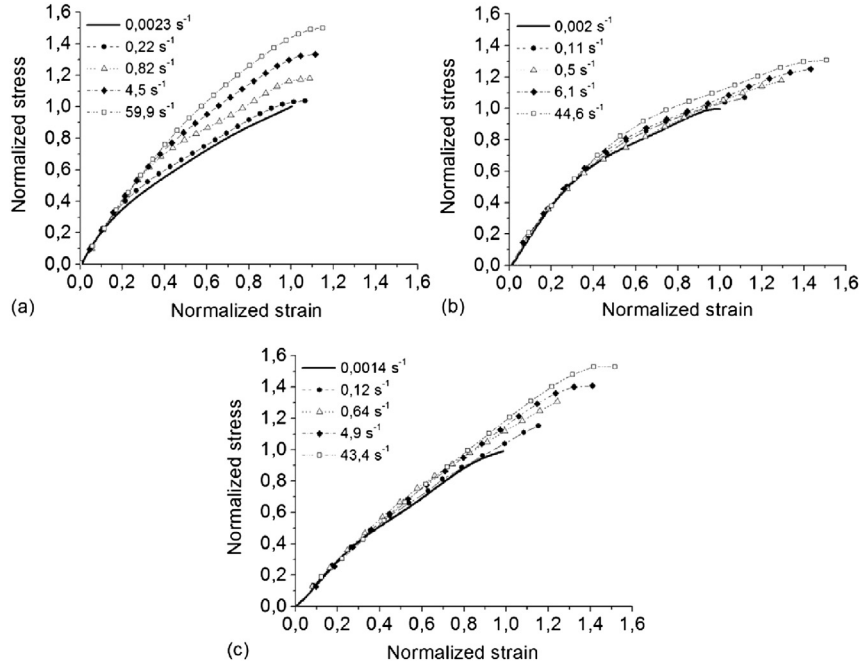 0,0023 s-1
0,22 s-1
0,82 s-1
4,5 s-1
59,9 s-1
Normalized stress
1,6
1,4
1,2
1,0
0,8
0,6
0,4
0,2
0,0
0,0 0,2 0,4 0,6 0,8 1,0 1,2 1,4 1,6
Normalized strain
(a)
0,002 s-1
0,11 s-1
0,5 s-1
6,1 s-1
44,6 s-1
Normalized stress
1,6
1,4
1,2
1,0
0,8
0,6
0,4
0,2
0,0
0,0 0,2 0,4 0,6 0,8 1,0 1,2 1,4 1,6
Normalized strain
(b)
0,0014 s-1
0,12 s-1
0,64 s-1
4,9 s-1
43,4 s-1
Normalized stress
1,6
1,4
1,2
1,0
0,8
0,6
0,4
0,2
0,0
0,0 0,2 0,4 0,6 0,8 1,0 1,2 1,4 1,6
Normalized strain
(c)